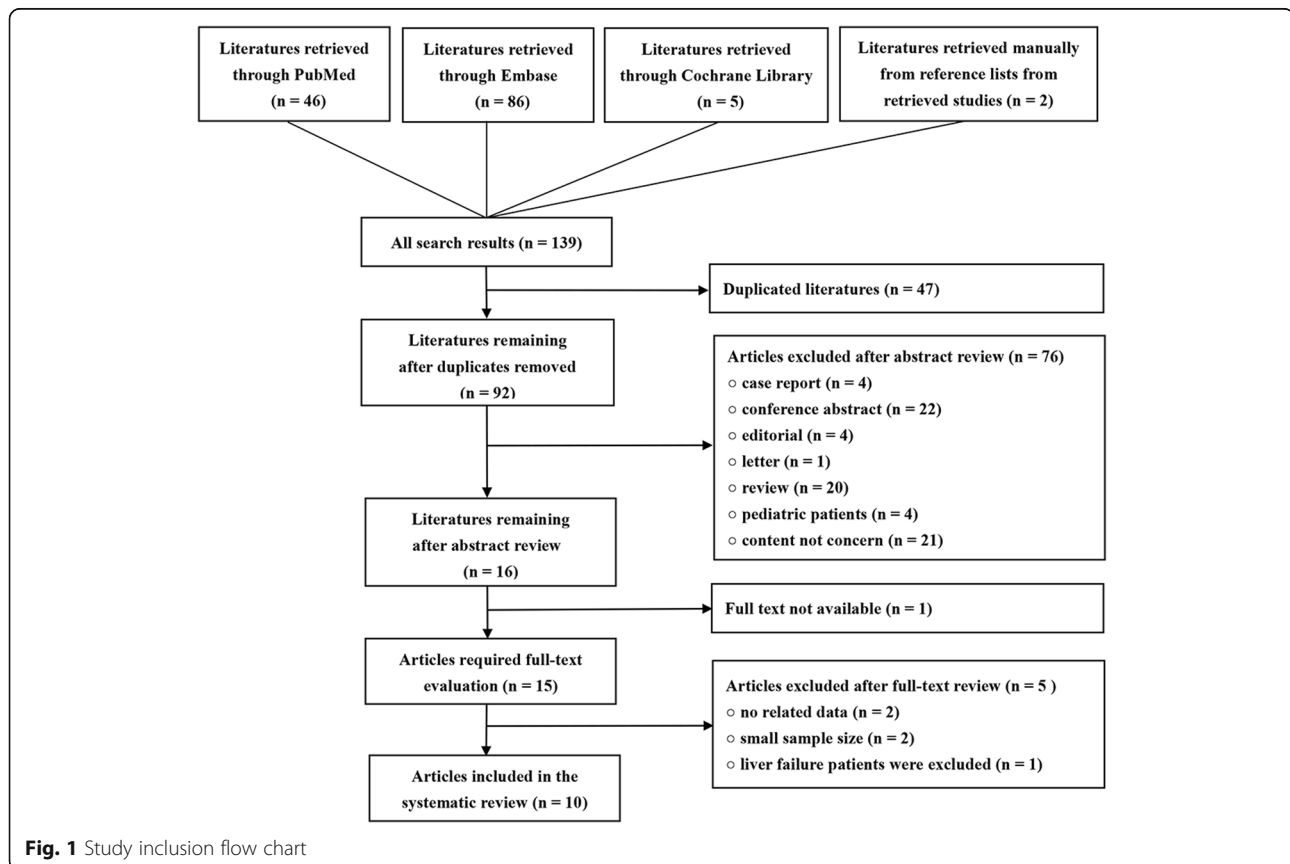 Literatures retrieved
through PubMed
(n = 46)
Literatures retrieved
through Embase
(n = 86)
Literatures retrieved
through Cochrane Library
(n = 5)
Literatures retrieved manually
from reference lists from
retrieved studies (n = 2)
All search results (n = 139)
Duplicated literatures (n = 47)
Literatures remaining
after duplicates removed
(n = 92)
Articles excluded after abstract review (n = 76)
○ case report (n = 4)
○ conference abstract (n = 22)
○ editorial (n = 4)
○ letter (n = 1)
○ review (n = 20)
○ pediatric patients (n = 4)
○ content not concern (n = 21)
Literatures remaining
after abstract review
(n = 16)
Full text not available (n = 1)
Articles required full-text
evaluation (n = 15)
Articles excluded after full-text review (n = 5 )
○ no related data (n = 2)
○ small sample size (n = 2)
○ liver failure patients were excluded (n = 1)
Articles included in the
systematic review (n = 10)
Fig. 1 Study inclusion flow chart